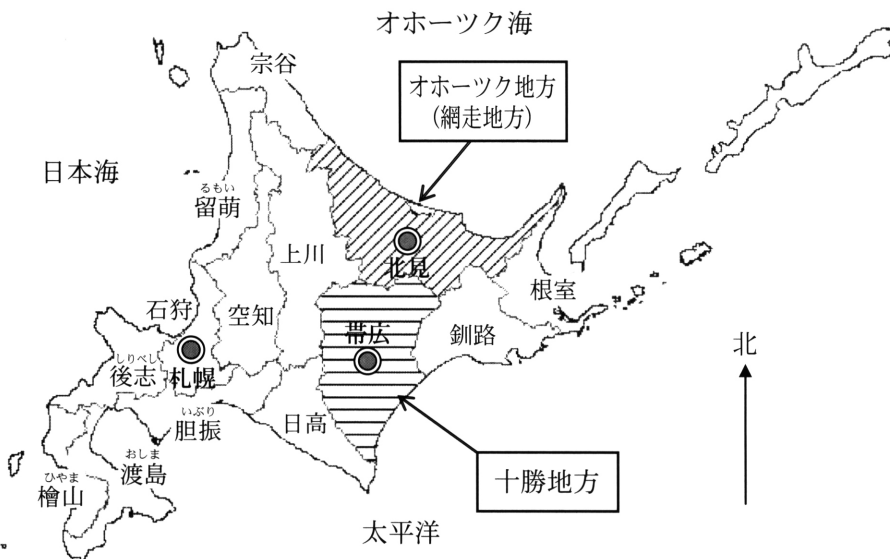 オホーツク海
宗谷
オホーツク地方
(網走地方)
日本海
るもい
留萌
上川
北見
根室
石狩
空知
帯広
釧路
北
しりべし
後志
札幌
いぶり
胆振
日高
おしま
渡島
十勝地方
ひやま
檜山
太平洋